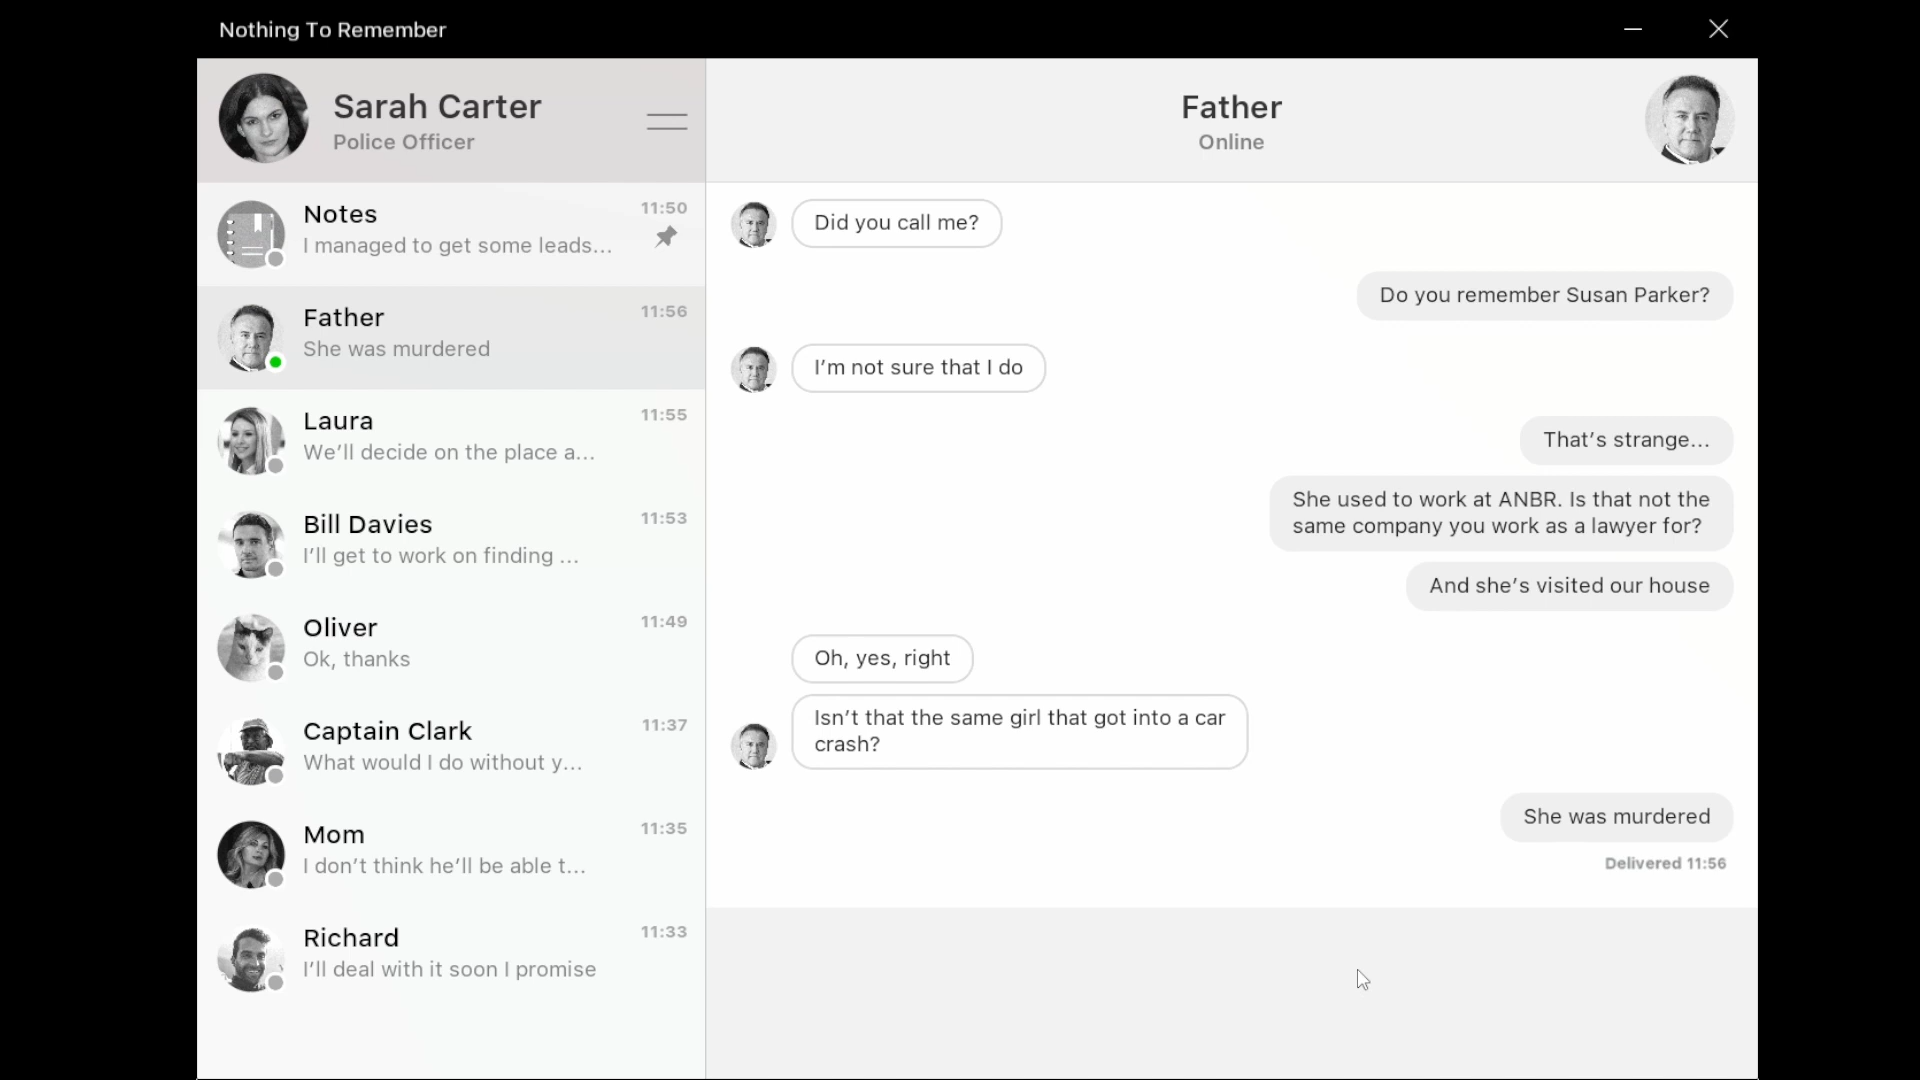 Nothing To Remember
Sarah Carter
Police Officer
Notes
11:50
I managed to get some leads...
Father
11:56
She was murdered
Laura
11:55
We’ll decide on the place a...
Bill Davies
11:53
I’ll get to work on finding ...
Oliver
11:49
Ok, thanks
Captain Clark
11:37
What would I do without y...
Mom
11:35
I don’t think he’ll be able t...
Richard
11:33
I’ll deal with it soon I promise
Father
Online
Did you call me?
Do you remember Susan Parker?
I’m not sure that I do
That’s strange...
She used to work at ANBR. Is that not the
same company you work as a lawyer for?
And she’s visited our house
Oh, yes, right
Isn’t that the same girl that got into a car
crash?
She was murdered
Delivered 11:56